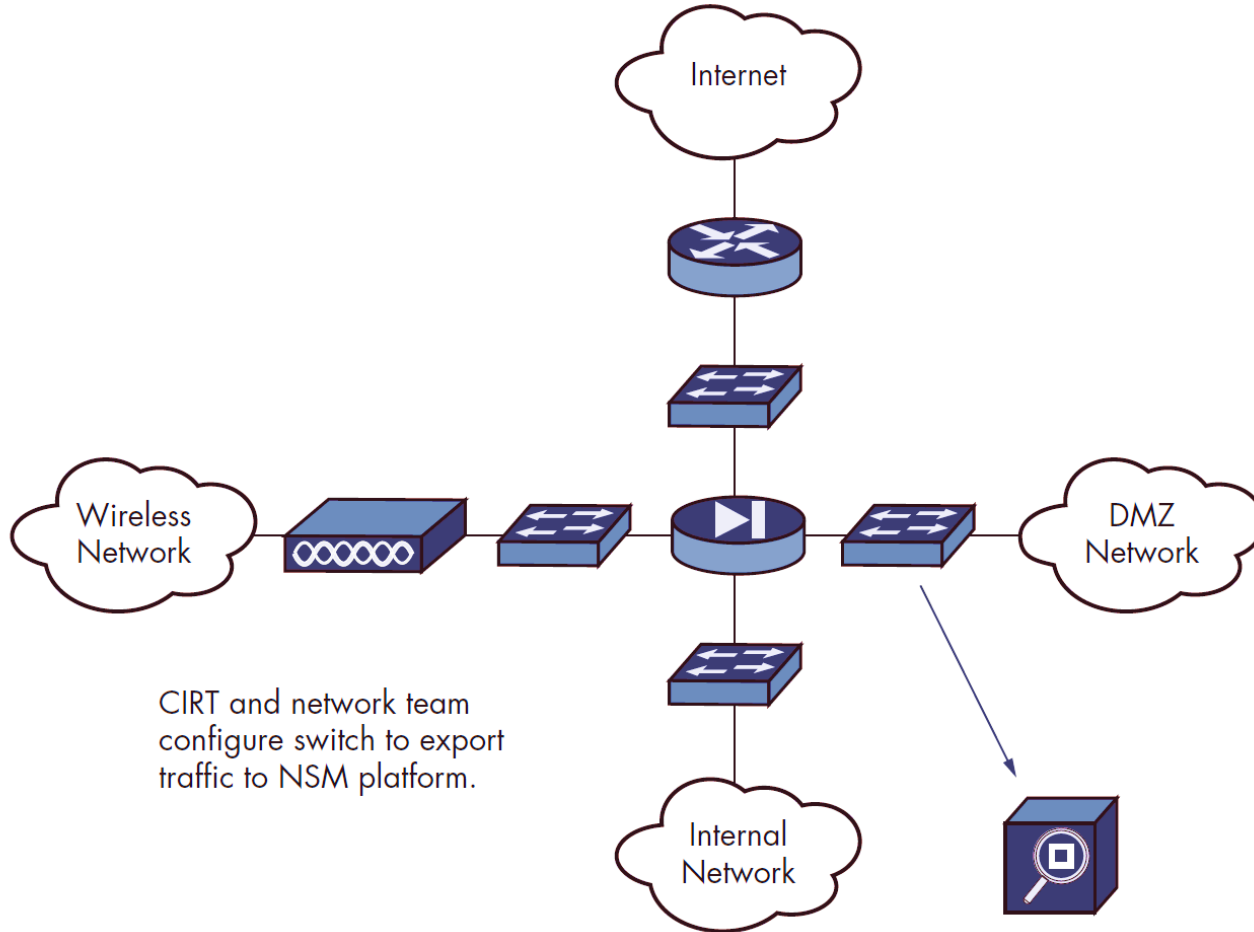 Internet
Wireless
Network
DMZ
Network
CIRT and network team
configure switch to export
traffic to NSM platform.
Internal
Network